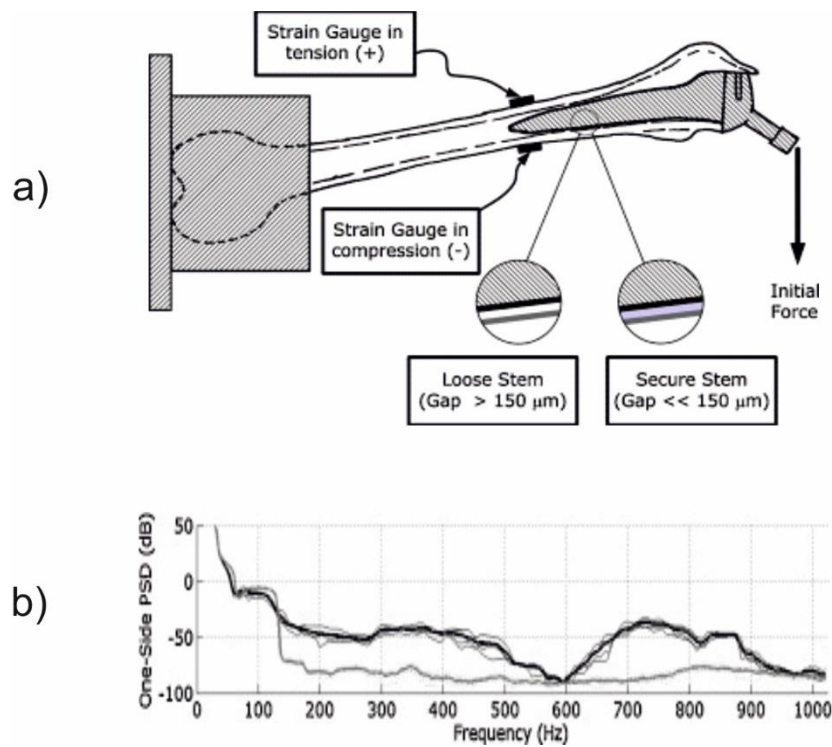 a)
Strain Gauge in
tension (+)
Strain Gauge in
compression (-)
Initial
Force
Loose Stem
(Gap > 150 μm)
Secure Stem
(Gap << 150 μm)
b)
One-Side PSD (dB)
50
0
-50
-100
0 100 200 300 400 500 600 700 800 900 1000
Frequency (Hz)